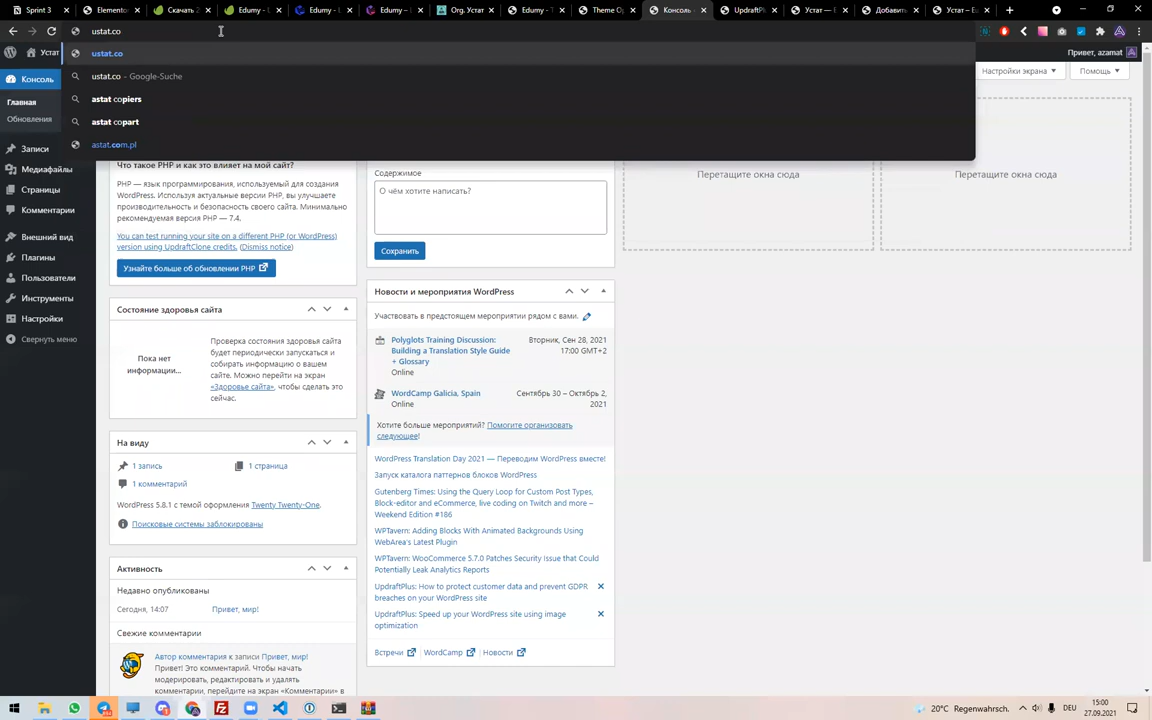 Sprint 3
Elementor
Скачать 2
Edumy - L
Edumy - L
Edumy – L
Org. Устат
Edumy - T
Theme Op
Консоль
UpdraftPl
Устат — E
Добавить
Устат – Ed
ustat.co
Устат
Привет, azamat
ustat.co
ustat.co – Google-Suche
astat copiers
astat copart
astat.com.pl
Настройки экрана
Помощь
Консоль
Главная
Обновления
Записи
Медиафайлы
Страницы
Комментарии
Внешний вид
Плагины
Пользователи
Инструменты
Настройки
Свернуть меню
Что такое PHP и как это влияет на мой сайт?
PHP — язык программирования, используемый для создания
WordPress. Используя актуальные версии PHP, вы улучшаете
производительность и безопасность своего сайта. Минимально
рекомендуемая версия PHP — 7.4.
You can test running your site on a different PHP (or WordPress)
version using UpdraftClone credits. (Dismiss notice)
Узнайте больше об обновлении PHP
Состояние здоровья сайта
Пока нет
информации...
Проверка состояния здоровья сайта
будет периодически запускаться и
собирать информацию о вашем
сайте. Можно перейти на экран
«Здоровье сайта», чтобы сделать это
сейчас.
На виду
1 запись
1 страница
1 комментарий
WordPress 5.8.1 с темой оформления Twenty Twenty-One.
Поисковые системы заблокированы
Активность
Недавно опубликованы
Сегодня, 14:07
Привет, мир!
Свежие комментарии
Автор комментария к записи Привет, мир!
Привет! Это комментарий. Чтобы начать
модерировать, редактировать и удалять
комментарии, перейдите на экран «Комментарии» в
Содержимое
О чём хотите написать?
Сохранить
Новости и мероприятия WordPress
Участвовать в предстоящем мероприятии рядом с вами.
Polyglots Training Discussion:
Building a Translation Style Guide
+ Glossary
Online
Вторник, Сен 28, 2021
17:00 GMT+2
WordCamp Galicia, Spain
Online
Сентябрь 30 – Октябрь 2,
2021
Хотите больше мероприятий? Помогите организовать
следующее!
WordPress Translation Day 2021 — Переводим WordPress вместе!
Запуск каталога паттернов блоков WordPress
Gutenberg Times: Using the Query Loop for Custom Post Types,
Block-editor and eCommerce, live coding on Twitch and more –
Weekend Edition #186
WPTavern: Adding Blocks With Animated Backgrounds Using
WebArea's Latest Plugin
WPTavern: WooCommerce 5.7.0 Patches Security Issue that Could
Potentially Leak Analytics Reports
UpdraftPlus: How to protect customer data and prevent GDPR
breaches on your WordPress site
UpdraftPlus: Speed up your WordPress site using image
optimization
Встречи
WordCamp
Новости
Перетащите окна сюда
Перетащите окна сюда
20°C Regenwahrsch.
DEU
15:00
27.09.2021